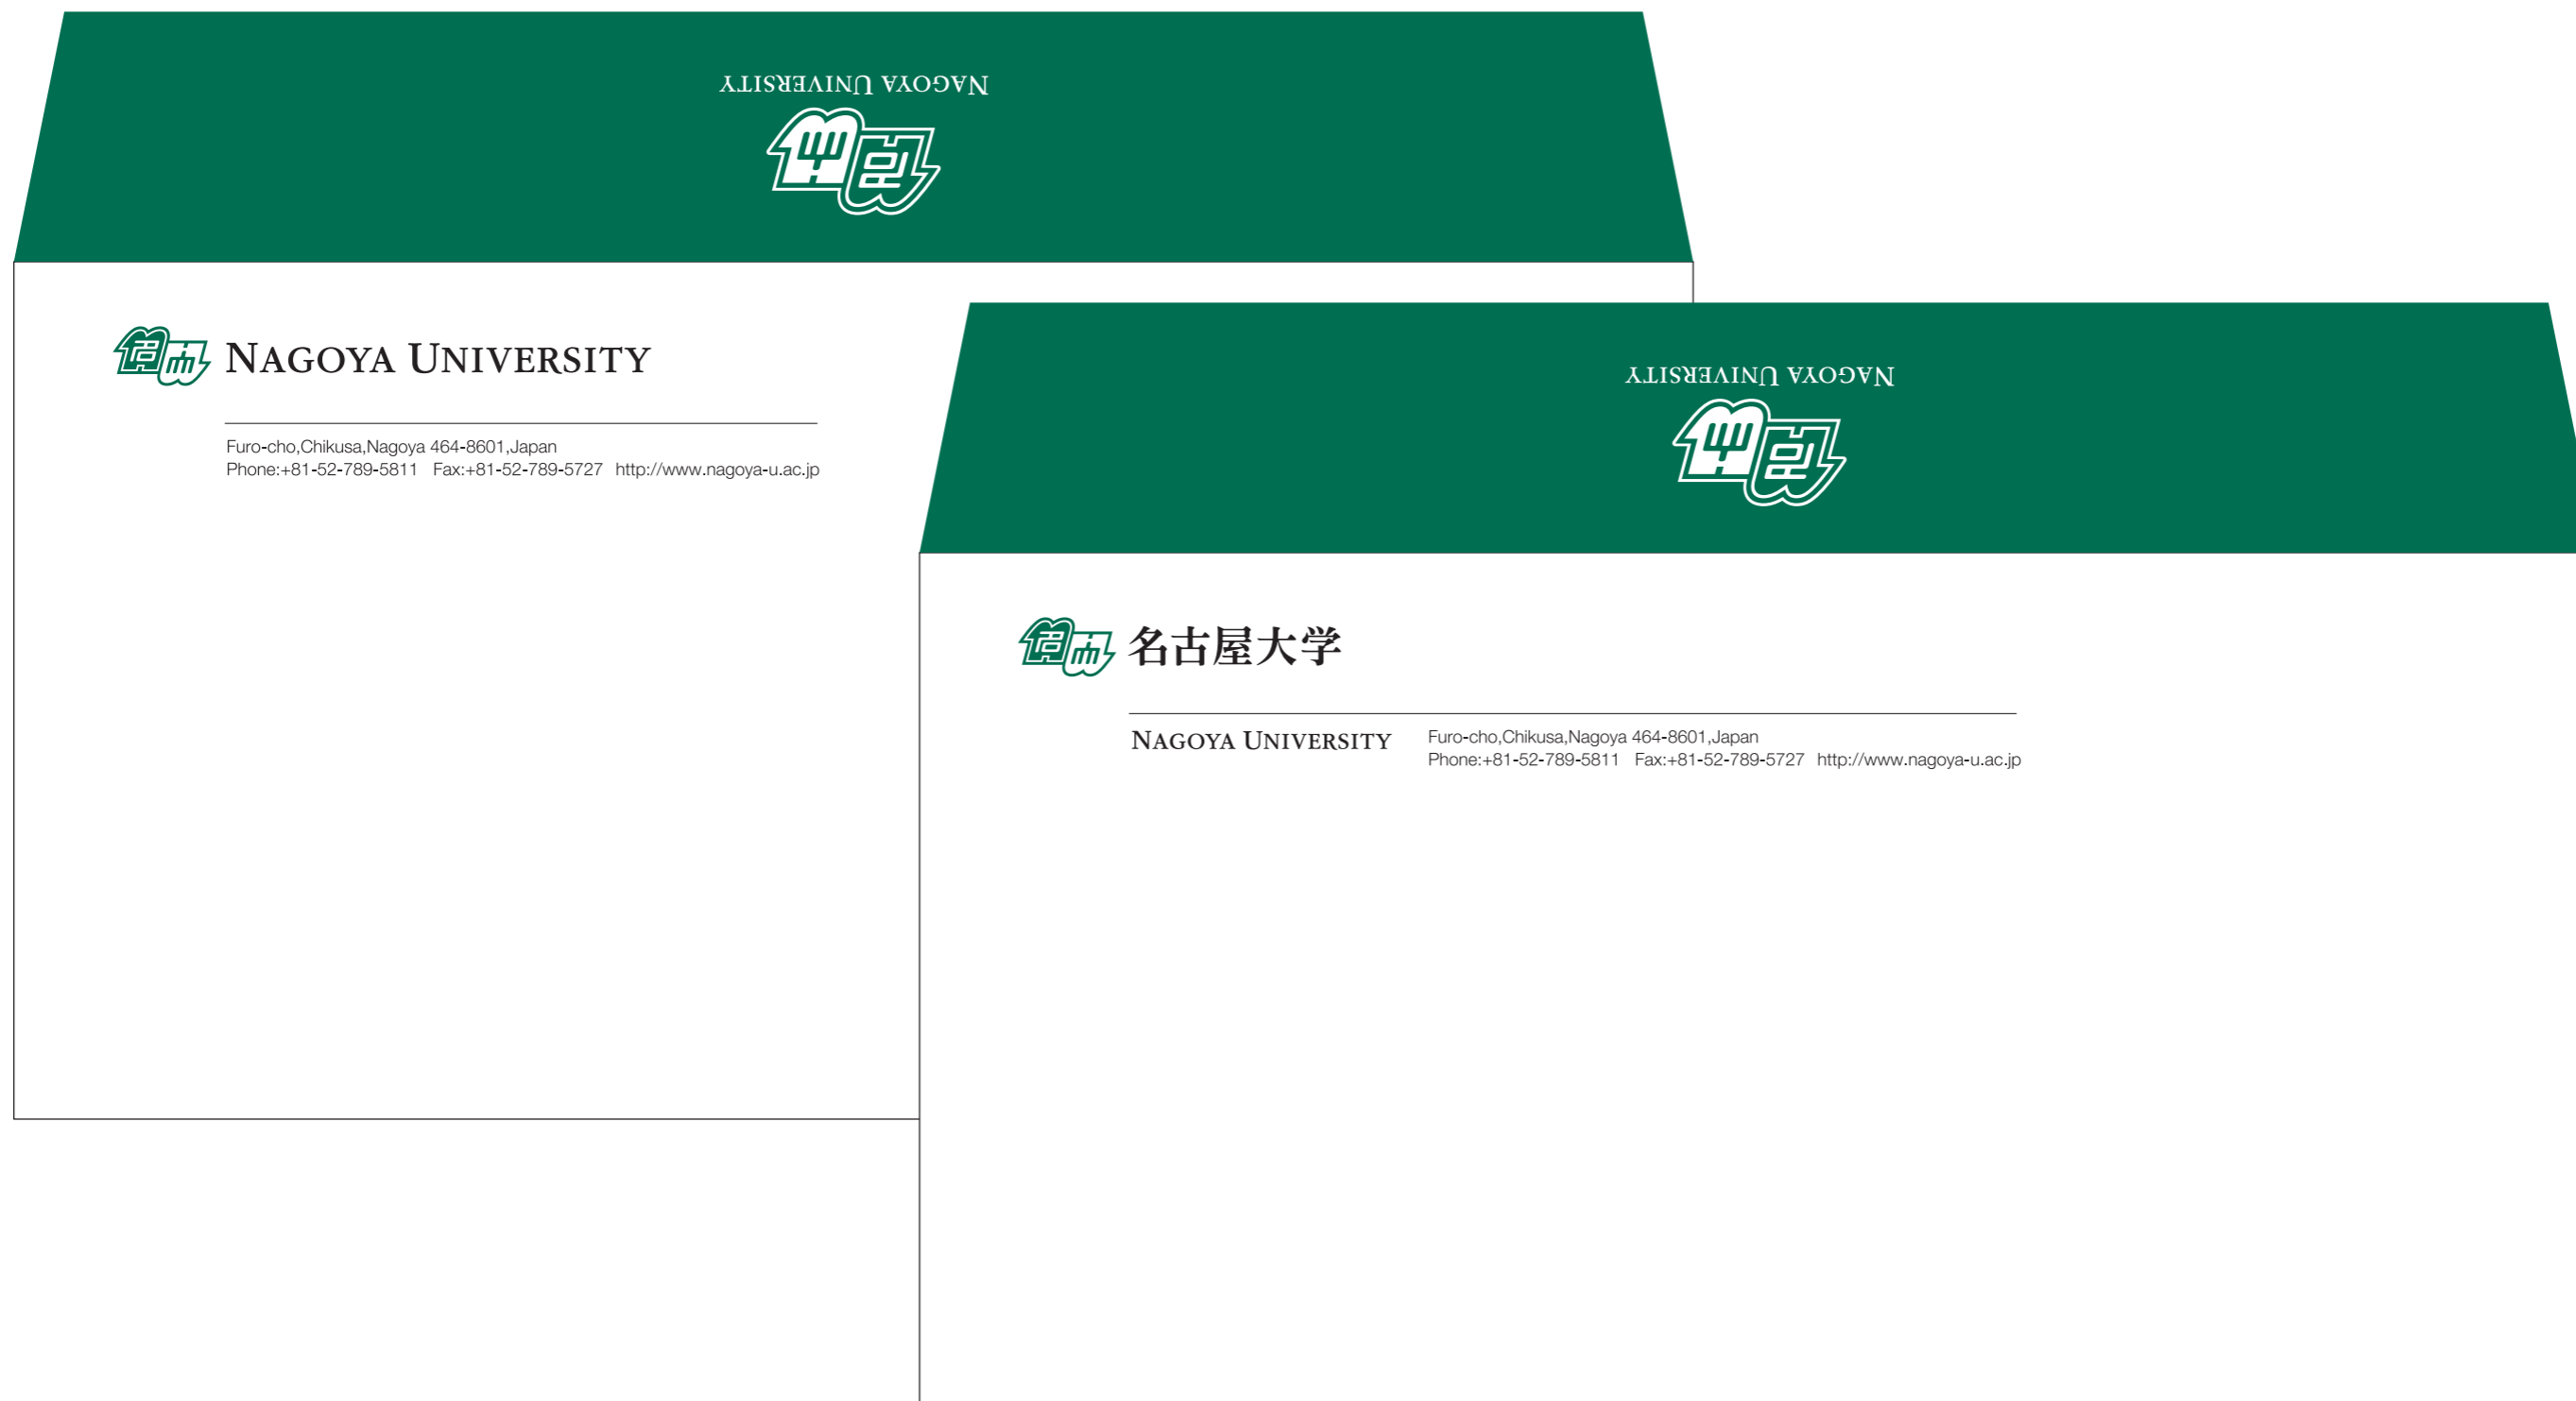 NAGOYA UNIVERSITY
NAGOYA UNIVERSITY
Furo-cho,Chikusa,Nagoya 464-8601,Japan
Phone:+81-52-789-5811 Fax:+81-52-789-5727 http://www.nagoya-u.ac.jp
NAGOYA UNIVERSITY
名古屋大学
NAGOYA UNIVERSITY
Furo-cho,Chikusa,Nagoya 464-8601,Japan
Phone:+81-52-789-5811 Fax:+81-52-789-5727 http://www.nagoya-u.ac.jp